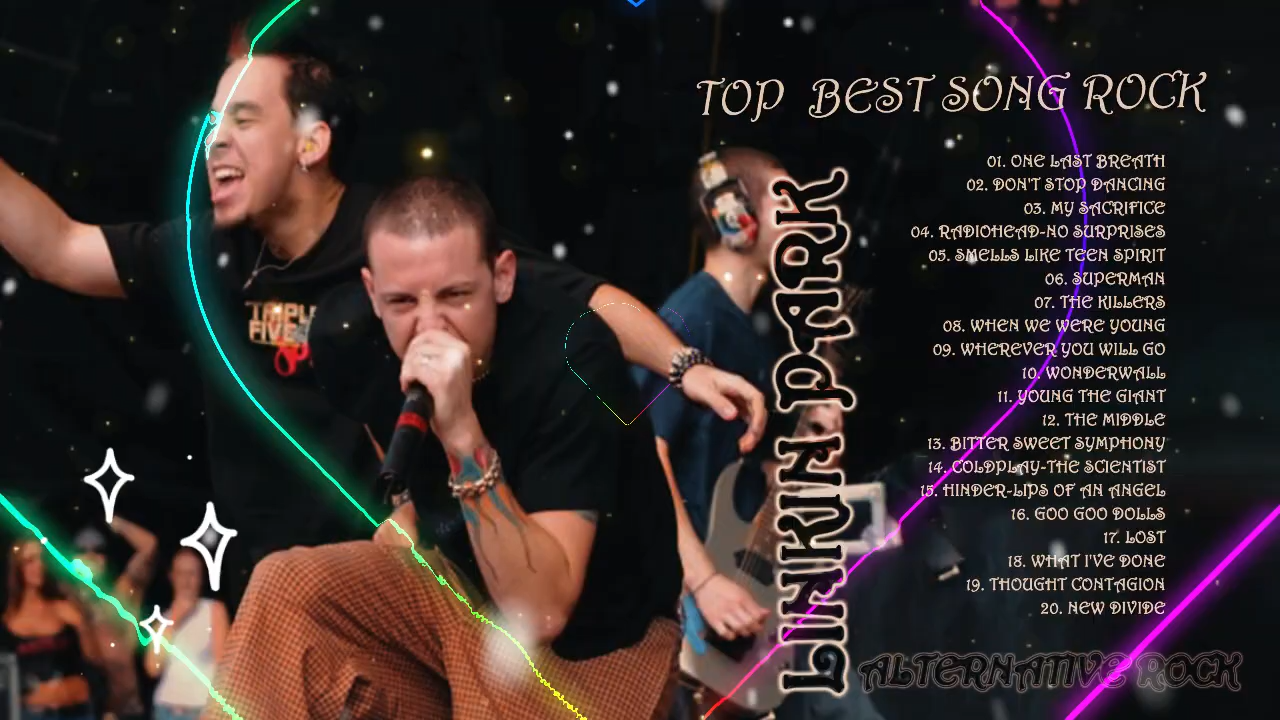 TOP BEST SONG ROCK
01. ONE LAST BREATH
02. DON'T STOP DANCING
03. MY SACRIFICE
04. RADIOHEAD-NO SURPRISES
05. SMELLS LIKE TEEN SPIRIT
06. SUPERMAN
07. THE KILLERS
08. WHEN WE WERE YOUNG
09. WHEREVER YOU WILL GO
10. WONDERWALL
11. YOUNG THE GIANT
12. THE MIDDLE
13. BITTER SWEET SYMPHONY
14. COLDPLAY-THE SCIENTIST
15. HINDER-LIPS OF AN ANGEL
16. GOO GOO DOLLS
17. LOST
18. WHAT I'VE DONE
19. THOUGHT CONTAGION
20. NEW DIVIDE
LINKIN PARK
ALTERNATIVE ROCK
TRIPLE
FIVE